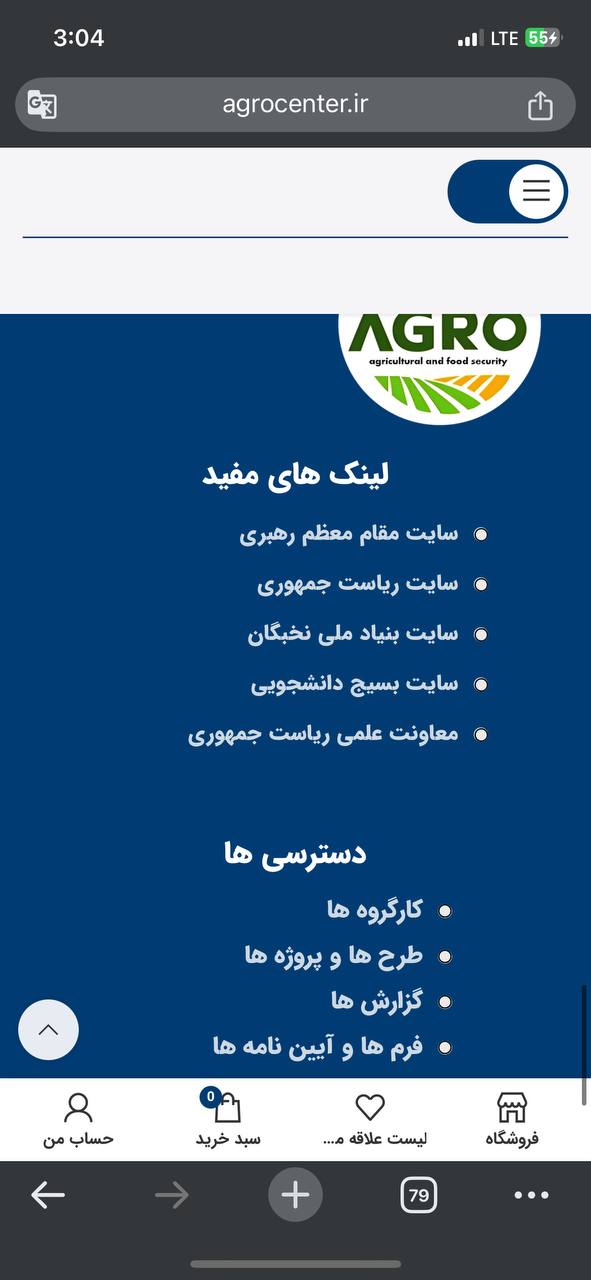 3:04
LTE 55
agrocenter.ir
AGRO
agricultural and food security
لینک های مفید
سایت مقام معظم رهبری
سایت ریاست جمهوری
سایت بنیاد ملی نخبگان
سایت بسیج دانشجویی
معاونت علمی ریاست جمهوری
دسترسی ها
کارگروه ها
طرح ها و پروژه ها
گزارش ها
فرم ها و آیین نامه ها
0
فروشگاه
لیست علاقه م...
سبد خرید
حساب من
79